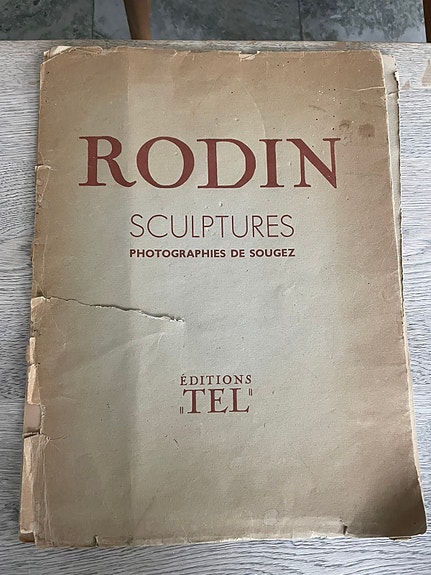 RODIN
SCULPTURES
PHOTOGRAPHIES DE SOUGEZ
ÉDITIONS
"TEL"